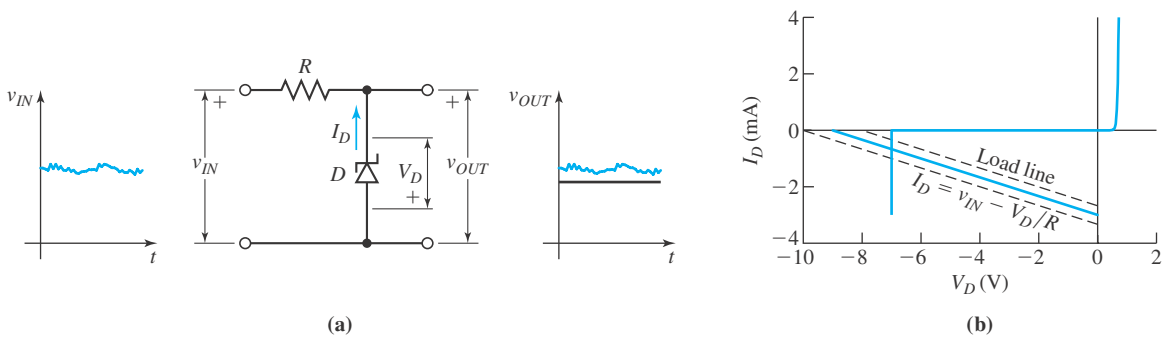 v_IN
t
R
+
+
v_IN
I_D
D
V_D
+
v_OUT
v_OUT
t
(a)
I_D (mA)
4
2
0
−2
−4
Load line
I_D = v_IN − V_D/R
−10
−8
−6
−4
−2
0
2
V_D (V)
(b)